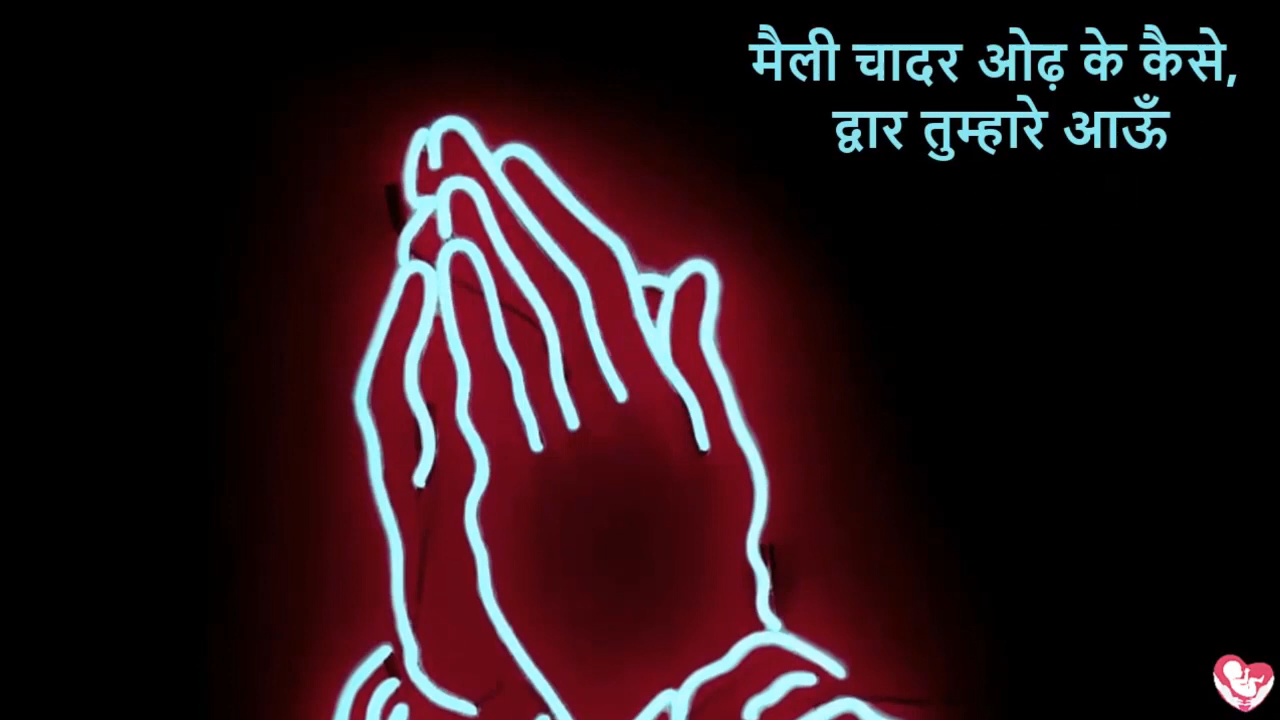 मैली चादर ओढ़ के कैसे,
द्वार तुम्हारे आऊँ